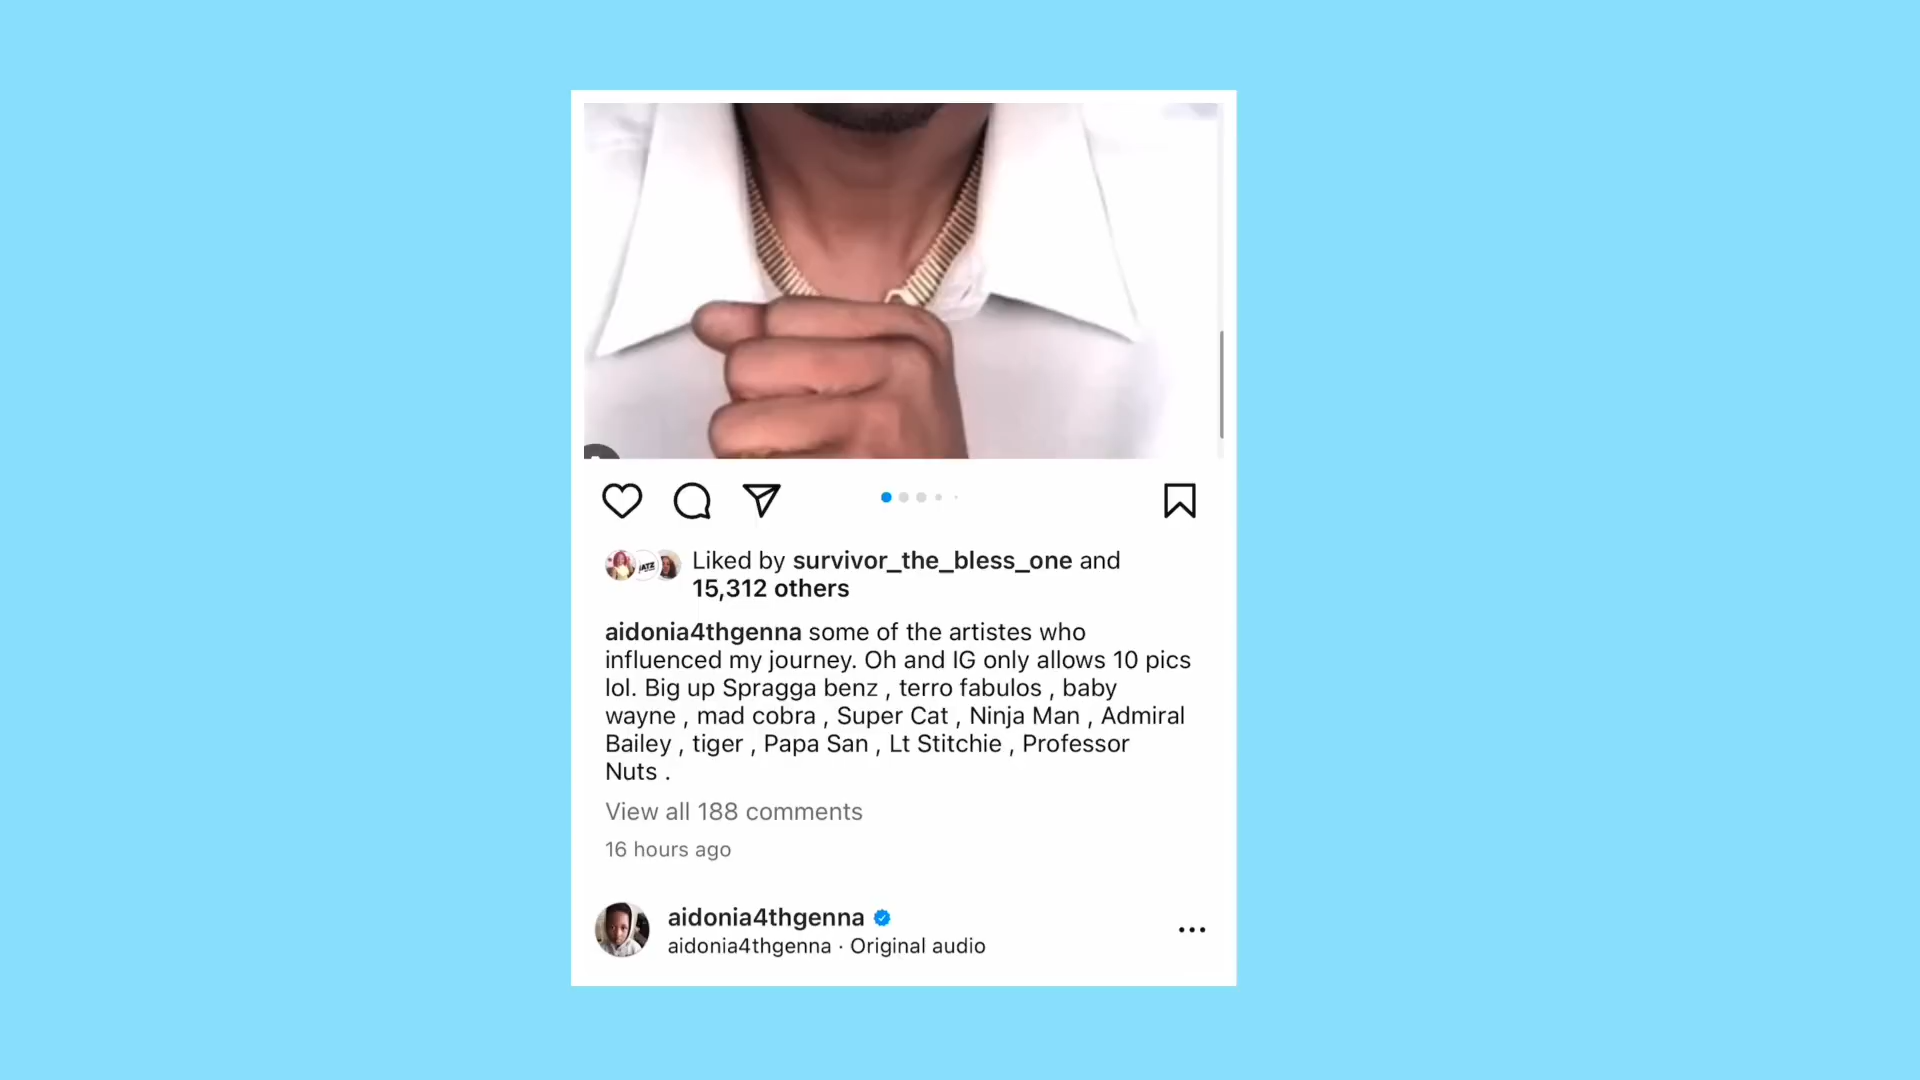 Liked by survivor_the_bless_one and
15,312 others
aidonia4thgenna some of the artistes who
influenced my journey. Oh and IG only allows 10 pics
lol. Big up Spragga benz , terro fabulos , baby
wayne , mad cobra , Super Cat , Ninja Man , Admiral
Bailey , tiger , Papa San , Lt Stitchie , Professor
Nuts .
View all 188 comments
16 hours ago
aidonia4thgenna
aidonia4thgenna · Original audio